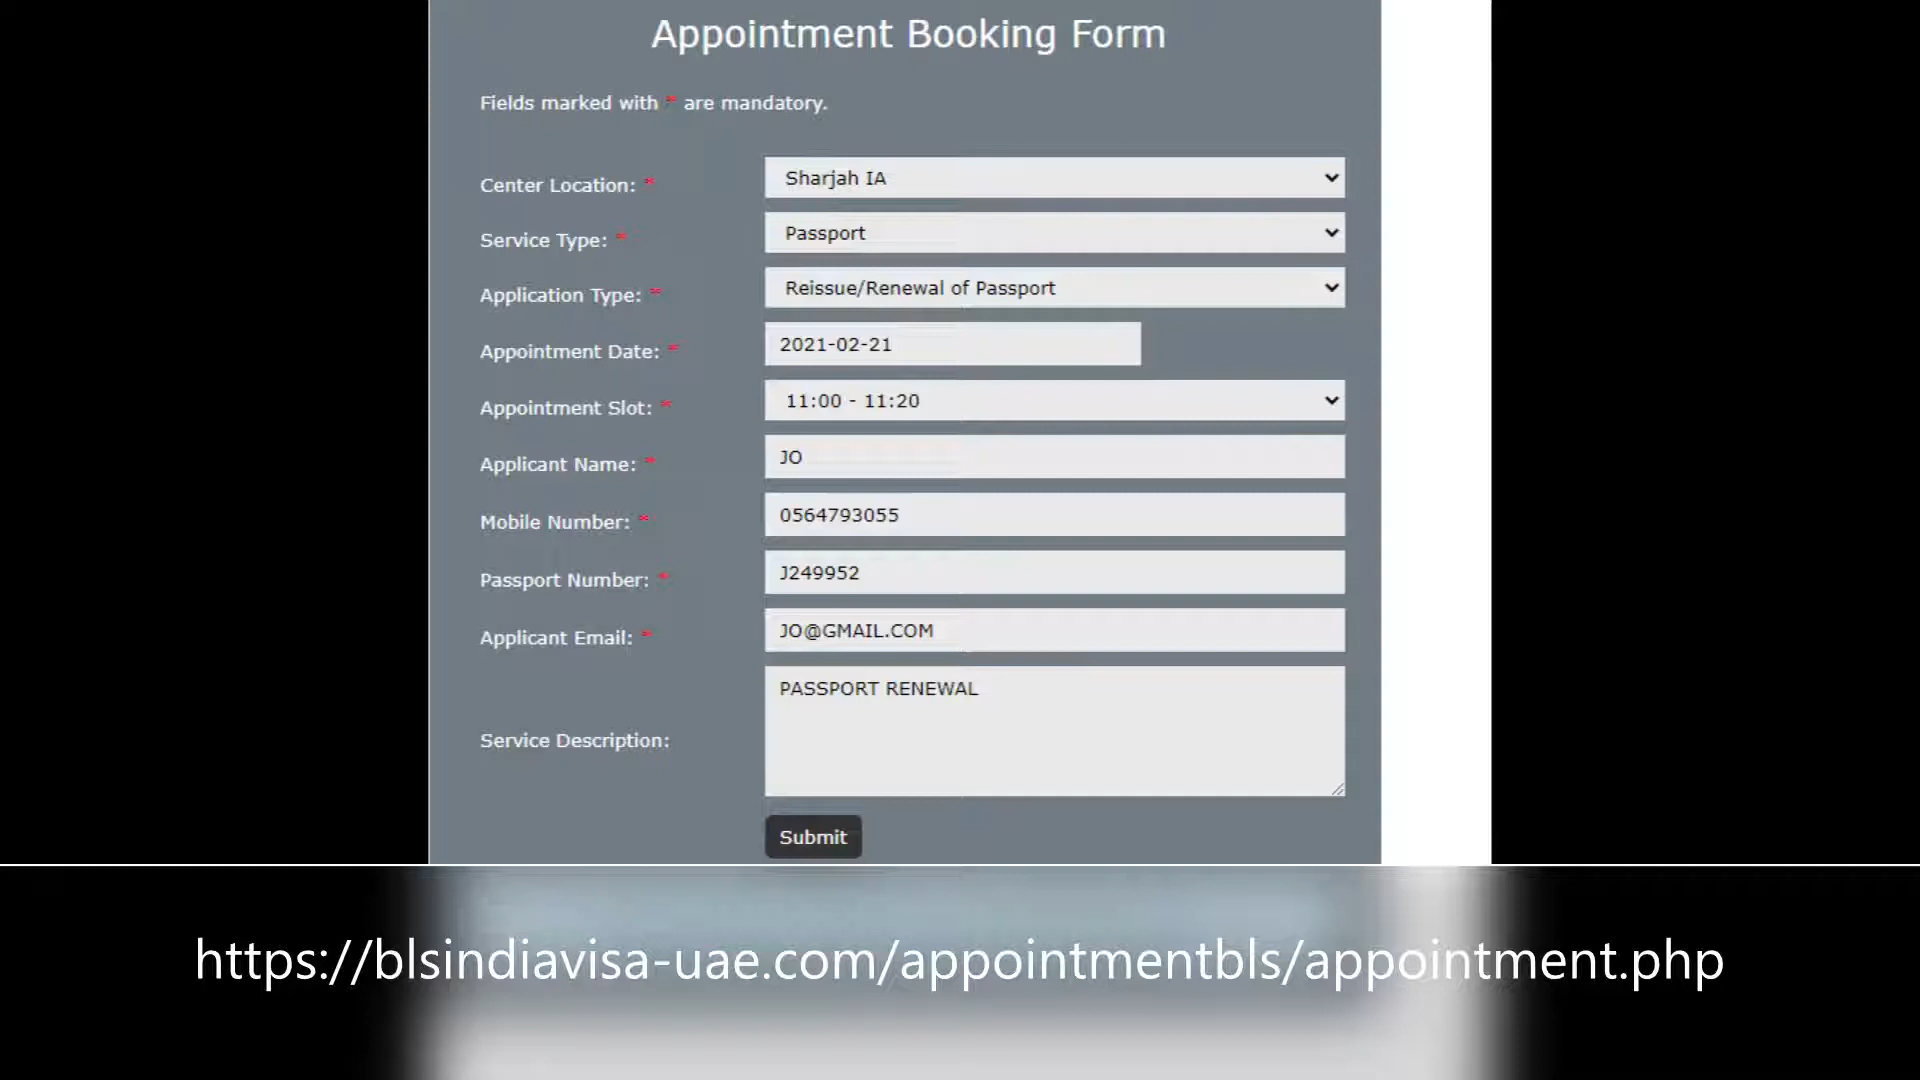 Appointment Booking Form
Fields marked with * are mandatory.
Center Location: * Sharjah IA
Service Type: * Passport
Application Type: * Reissue/Renewal of Passport
Appointment Date: * 2021-02-21
Appointment Slot: * 11:00 - 11:20
Applicant Name: * JO
Mobile Number: * 0564793055
Passport Number: * J249952
Applicant Email: * JO@GMAIL.COM
Service Description: PASSPORT RENEWAL
Submit
https://blsindiavisa-uae.com/appointmentbls/appointment.php